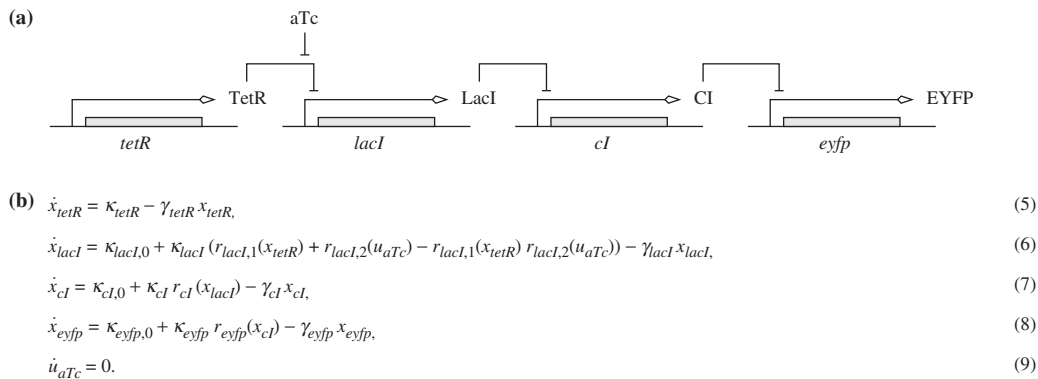 (a)
aTc
TetR
LacI
CI
EYFP
tetR
lacI
cI
eyfp
(b) ẋ_tetR = κ_tetR − γ_tetR x_tetR, (5)
ẋ_lacI = κ_lacI,0 + κ_lacI (r_lacI,1(x_tetR) + r_lacI,2(u_aTc) − r_lacI,1(x_tetR) r_lacI,2(u_aTc)) − γ_lacI x_lacI, (6)
ẋ_cI = κ_cI,0 + κ_cI r_cI (x_lacI) − γ_cI x_cI, (7)
ẋ_eyfp = κ_eyfp,0 + κ_eyfp r_eyfp(x_cI) − γ_eyfp x_eyfp, (8)
u̇_aTc = 0. (9)